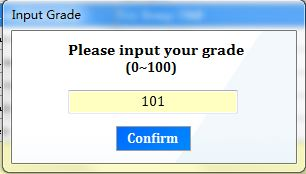 Input Grade
Please input your grade
(0~100)
101
Confirm